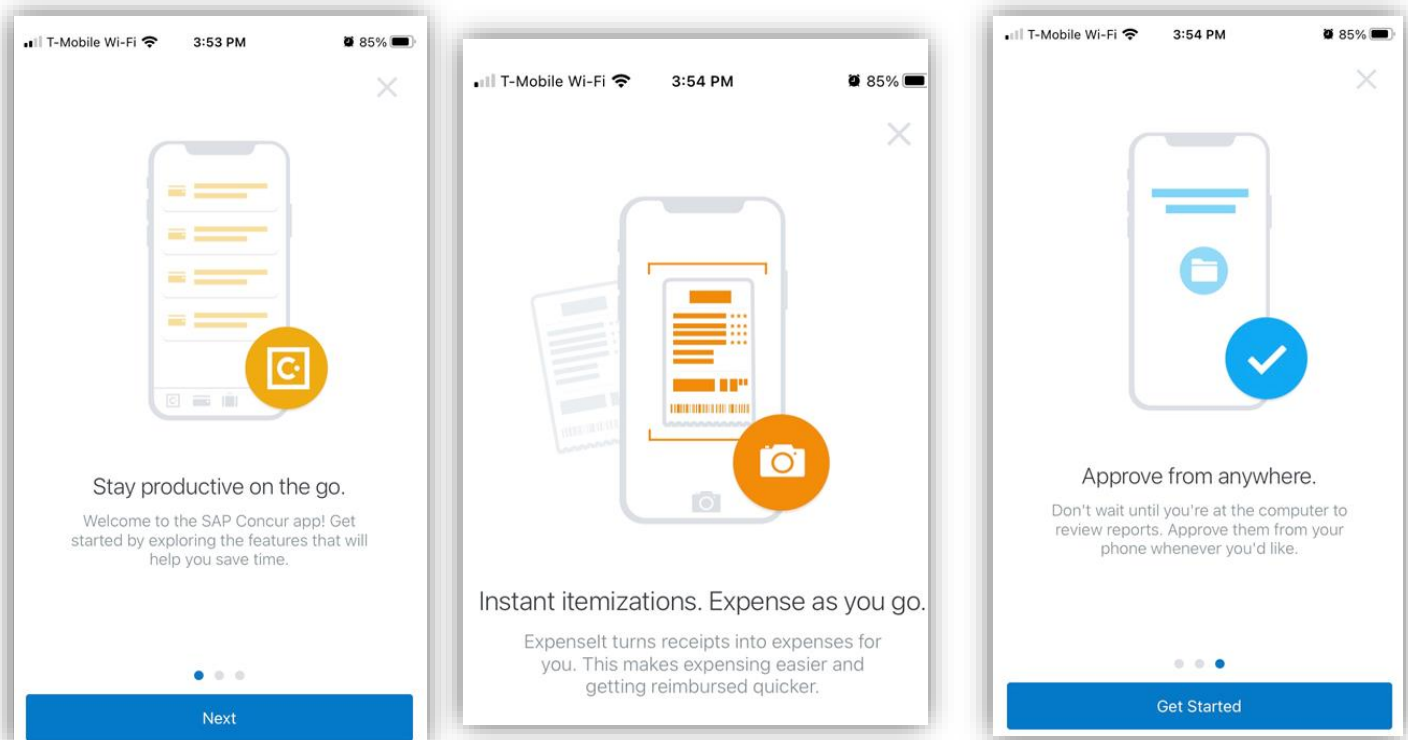 T-Mobile Wi-Fi 3:53 PM 85%
Stay productive on the go.
Welcome to the SAP Concur app! Get
started by exploring the features that will
help you save time.
Next
T-Mobile Wi-Fi 3:54 PM 85%
Instant itemizations. Expense as you go.
ExpenseIt turns receipts into expenses for
you. This makes expensing easier and
getting reimbursed quicker.
T-Mobile Wi-Fi 3:54 PM 85%
Approve from anywhere.
Don't wait until you're at the computer to
review reports. Approve them from your
phone whenever you'd like.
Get Started